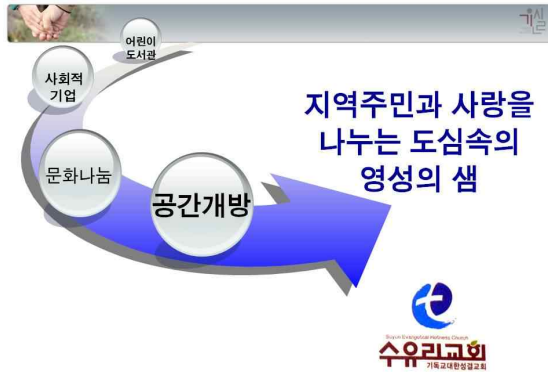 어린이
도서관
사회적
기업
문화나눔
공간개방
지역주민과 사랑을
나누는 도심속의
영성의 샘
수유리교회
기독교대한성결교회